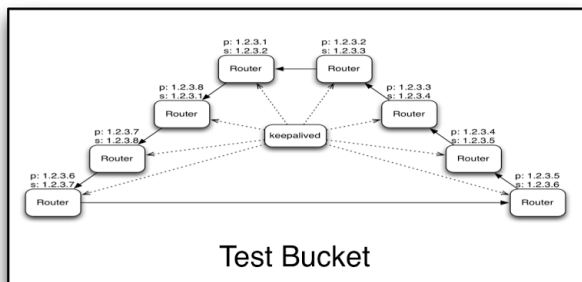 p: 1.2.3.1
s: 1.2.3.2
Router
p: 1.2.3.2
s: 1.2.3.3
Router
p: 1.2.3.8
s: 1.2.3.1
Router
p: 1.2.3.3
s: 1.2.3.4
Router
keepalived
p: 1.2.3.7
s: 1.2.3.8
Router
p: 1.2.3.4
s: 1.2.3.5
Router
p: 1.2.3.6
s: 1.2.3.7
Router
p: 1.2.3.5
s: 1.2.3.6
Router
Test Bucket